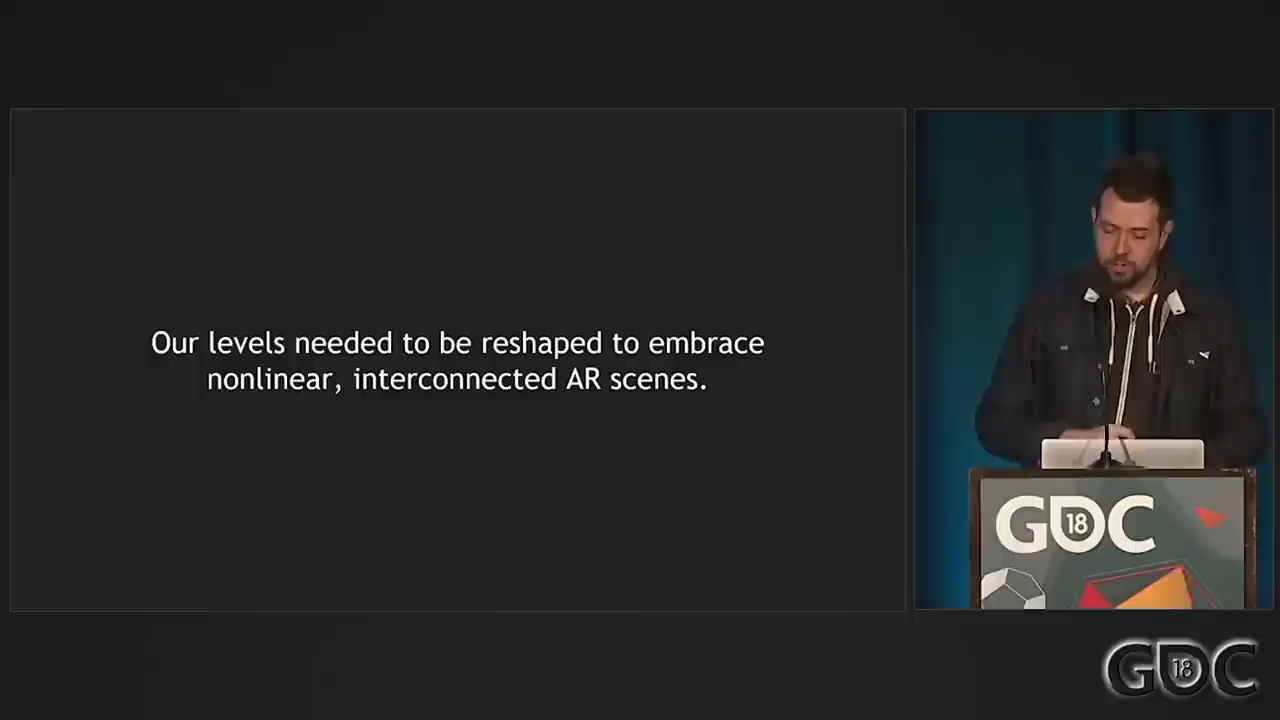 Our levels needed to be reshaped to embrace
nonlinear, interconnected AR scenes.
GDC
18
GDC
18